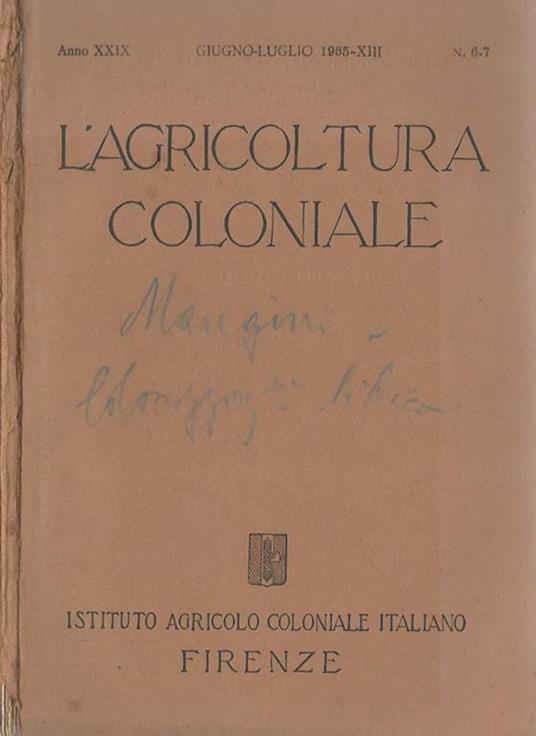 Anno XXIX GIUGNO-LUGLIO 1935-XIII N. 6-7
L'AGRICOLTURA
COLONIALE
ISTITUTO AGRICOLO COLONIALE ITALIANO
FIRENZE